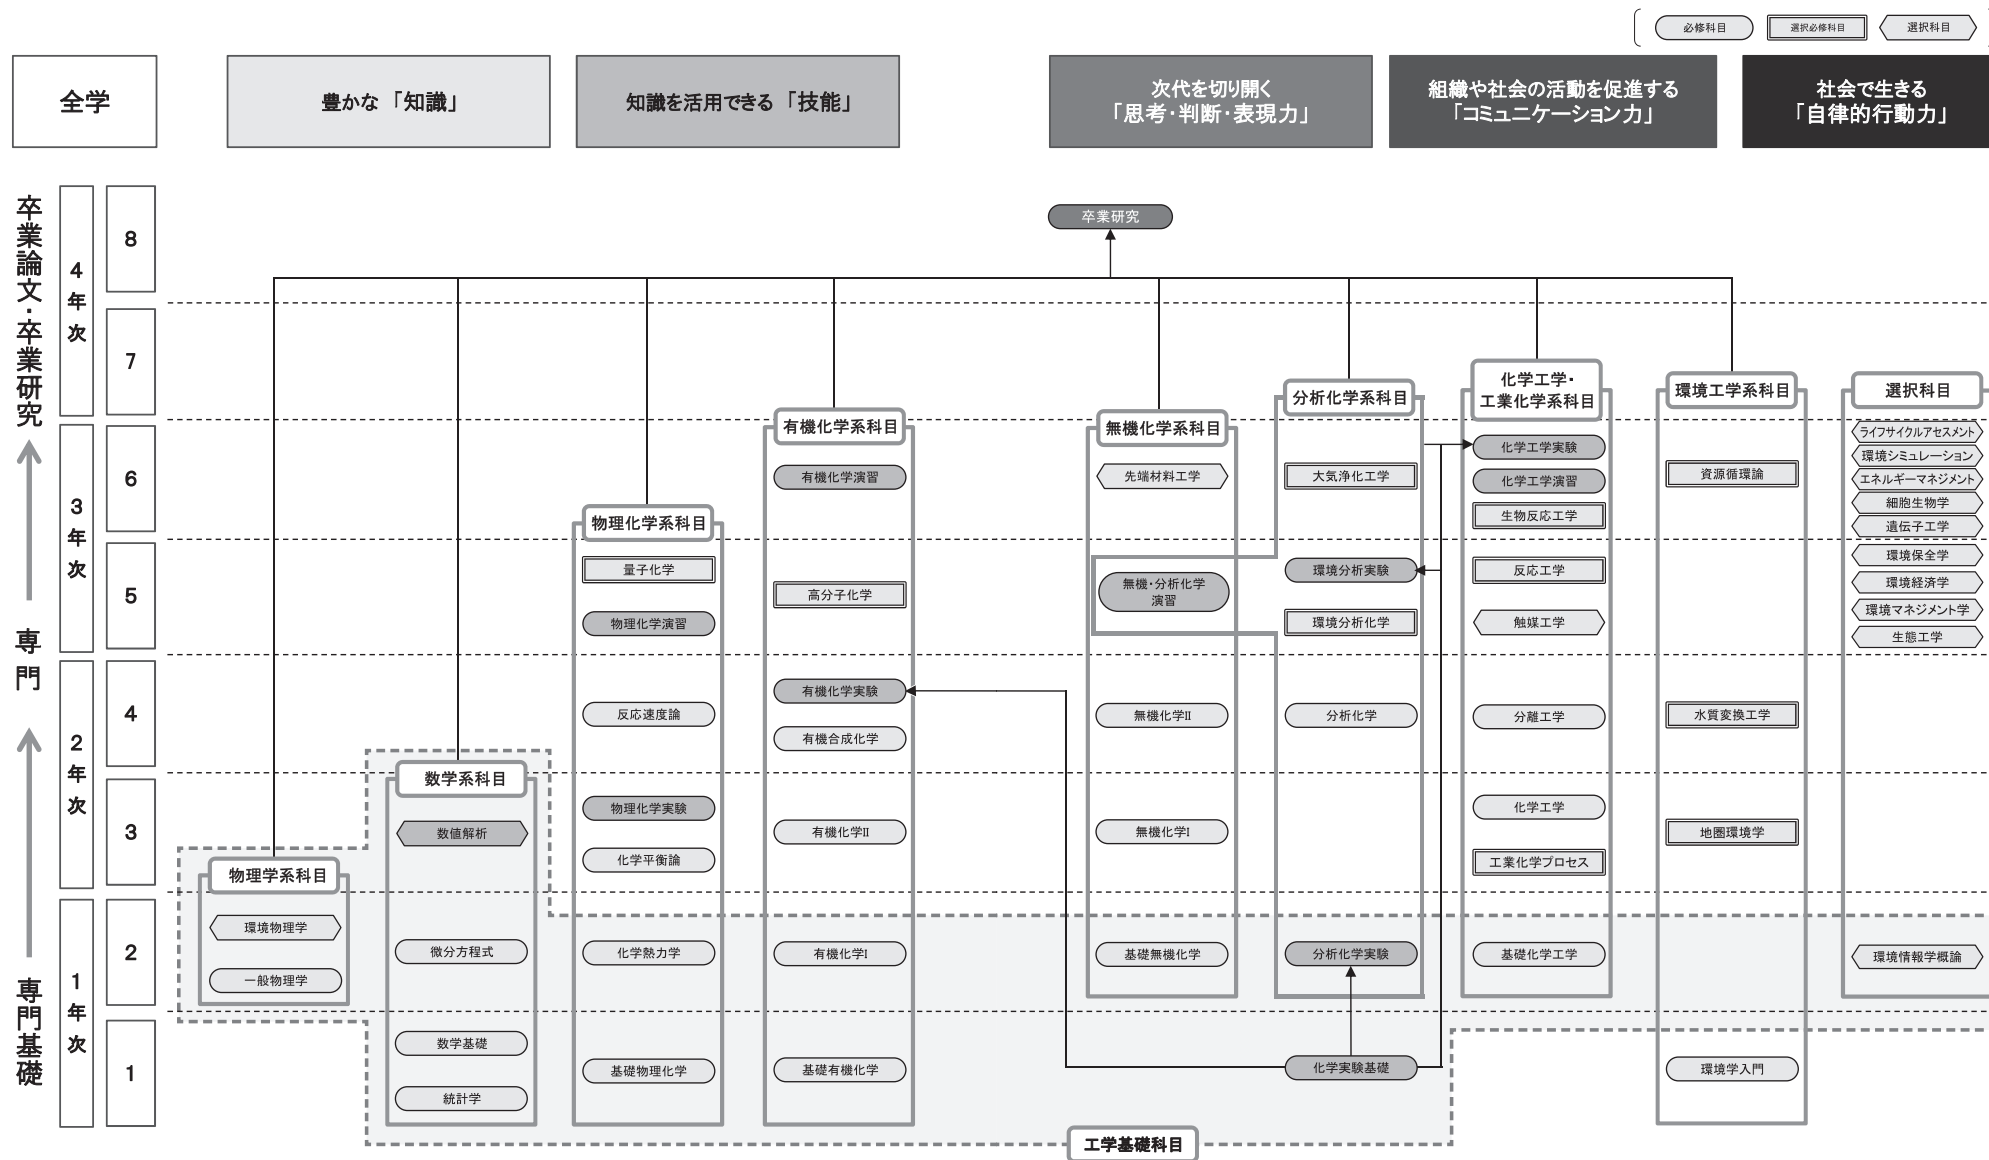 必修科目
選択必修科目
選択科目
全学
豊かな「知識」
知識を活用できる「技能」
次代を切り開く
「思考・判断・表現力」
組織や社会の活動を促進する
「コミュニケーション力」
社会で生きる
「自律的行動力」
卒業論文・卒業研究
専門
専門基礎
4年次
3年次
2年次
1年次
8
7
6
5
4
3
2
1
卒業研究
物理学系科目
環境物理学
一般物理学
数学系科目
数値解析
微分方程式
数学基礎
統計学
物理化学系科目
量子化学
物理化学演習
反応速度論
物理化学実験
化学平衡論
化学熱力学
基礎物理化学
有機化学系科目
有機化学演習
高分子化学
有機化学実験
有機合成化学
有機化学II
有機化学I
基礎有機化学
無機化学系科目
先端材料工学
無機・分析化学
演習
無機化学II
無機化学I
基礎無機化学
分析化学系科目
大気浄化工学
環境分析実験
環境分析化学
分析化学
分析化学実験
化学実験基礎
化学工学・
工業化学系科目
化学工学実験
化学工学演習
生物反応工学
反応工学
触媒工学
分離工学
化学工学
工業化学プロセス
基礎化学工学
環境工学系科目
資源循環論
水質変換工学
地圏環境学
環境学入門
選択科目
ライフサイクルアセスメント
環境シミュレーション
エネルギーマネジメント
細胞生物学
遺伝子工学
環境保全学
環境経済学
環境マネジメント学
生態工学
環境情報学概論
工学基礎科目